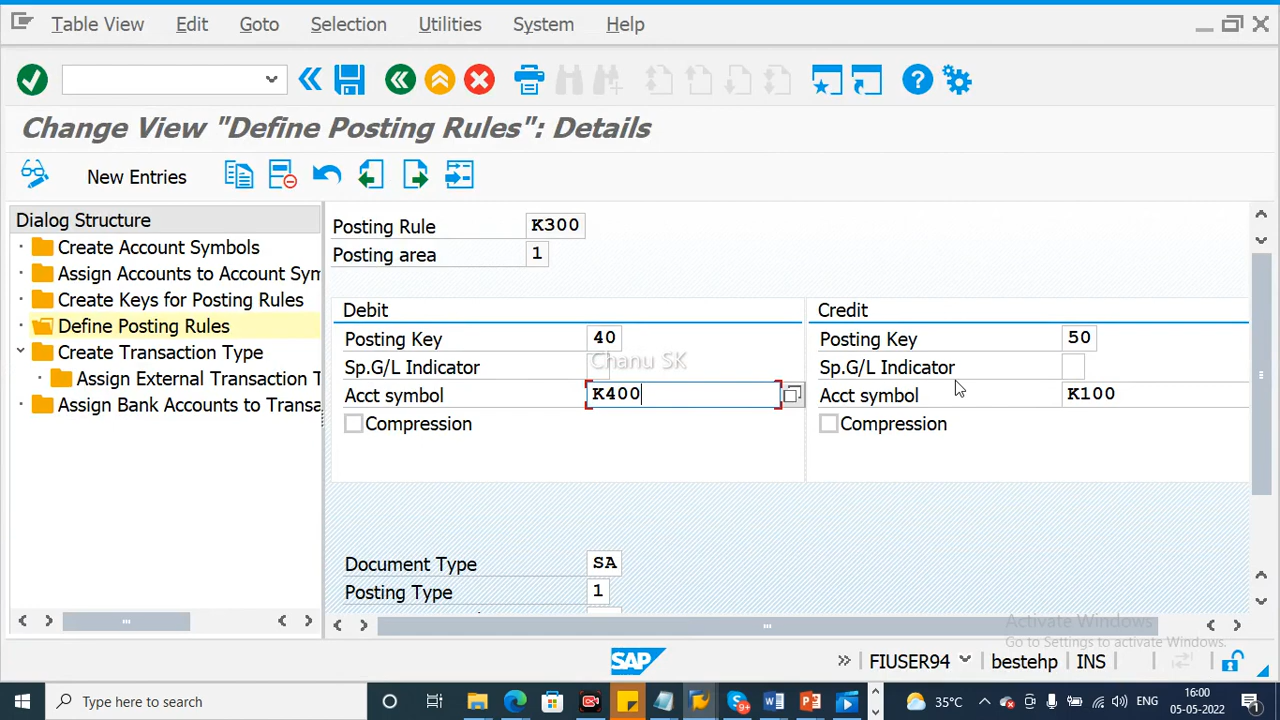 Table View Edit Goto Selection Utilities System Help
Change View "Define Posting Rules": Details
New Entries
Dialog Structure
Create Account Symbols
Assign Accounts to Account Sym
Create Keys for Posting Rules
Define Posting Rules
Create Transaction Type
Assign External Transaction T
Assign Bank Accounts to Transa
Posting Rule K300
Posting area 1
Debit
Posting Key 40
Chanu SK
Sp.G/L Indicator
Acct symbol K400
Compression
Credit
Posting Key 50
Sp.G/L Indicator
Acct symbol K100
Compression
Document Type SA
Posting Type 1
Activate Windows
Go to Settings to activate Windows.
SAP
FIUSER94 bestehp INS
Type here to search
35°C
ENG
16:00
05-05-2022